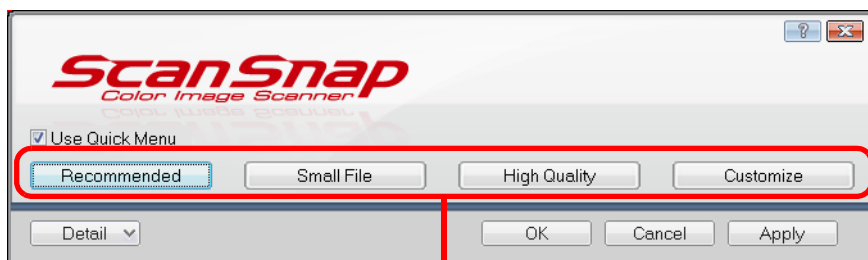 ?
ScanSnap
Color Image Scanner
Use Quick Menu
Recommended Small File High Quality Customize
Detail OK Cancel Apply